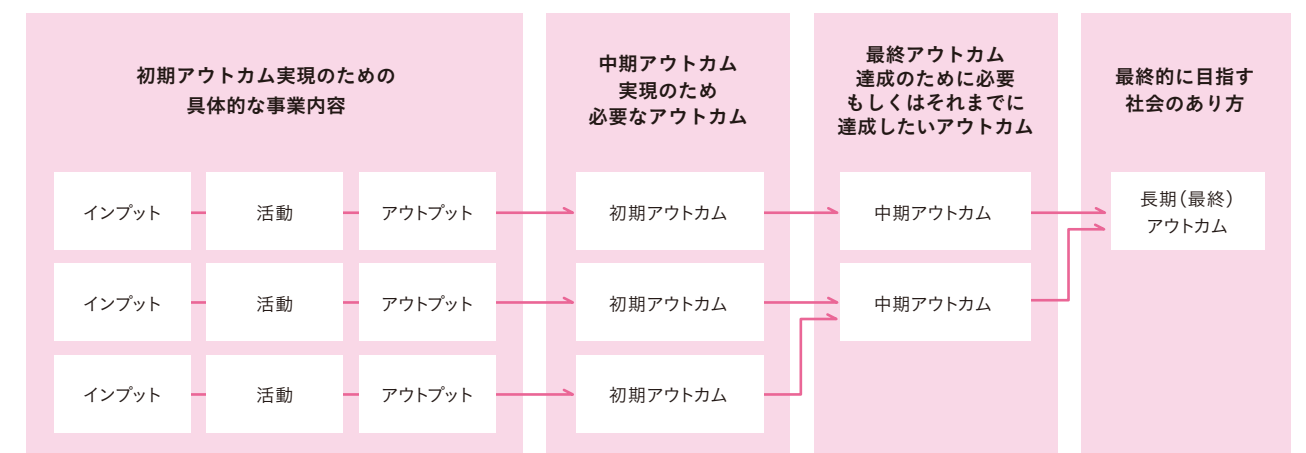 初期アウトカム実現のための
具体的な事業内容
中期アウトカム
実現のため
必要なアウトカム
最終アウトカム
達成のために必要
もしくはそれまでに
達成したいアウトカム
最終的に目指す
社会のあり方
インプット
活動
アウトプット
初期アウトカム
中期アウトカム
長期(最終)
アウトカム
インプット
活動
アウトプット
初期アウトカム
中期アウトカム
インプット
活動
アウトプット
初期アウトカム